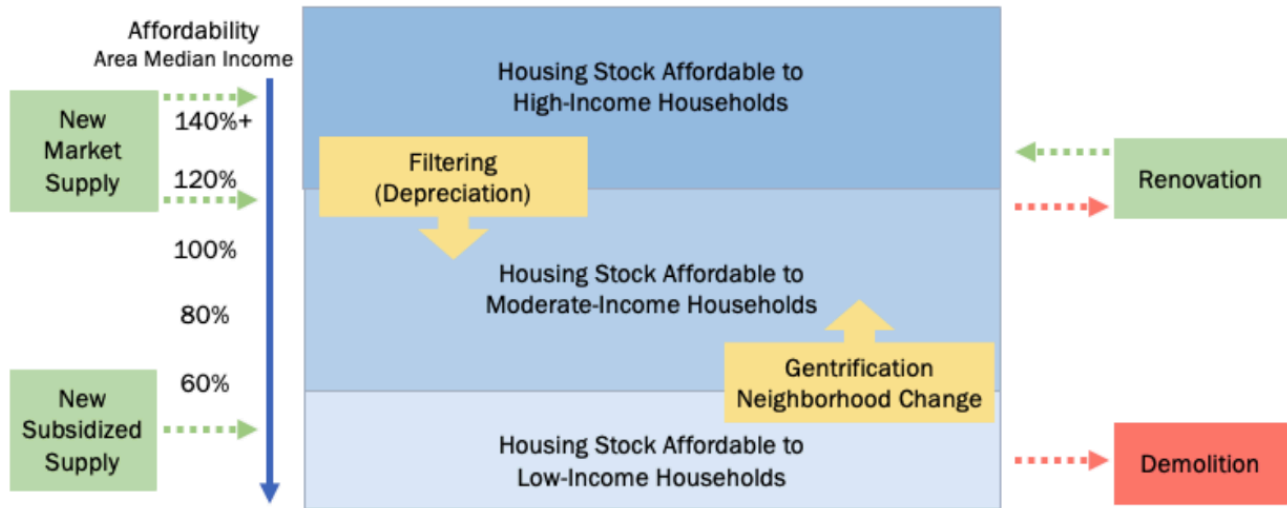 Affordability
Area Median Income
New
Market
Supply
140%+
120%
100%
80%
60%
New
Subsidized
Supply
Housing Stock Affordable to
High-Income Households
Filtering
(Depreciation)
Housing Stock Affordable to
Moderate-Income Households
Gentrification
Neighborhood Change
Housing Stock Affordable to
Low-Income Households
Renovation
Demolition